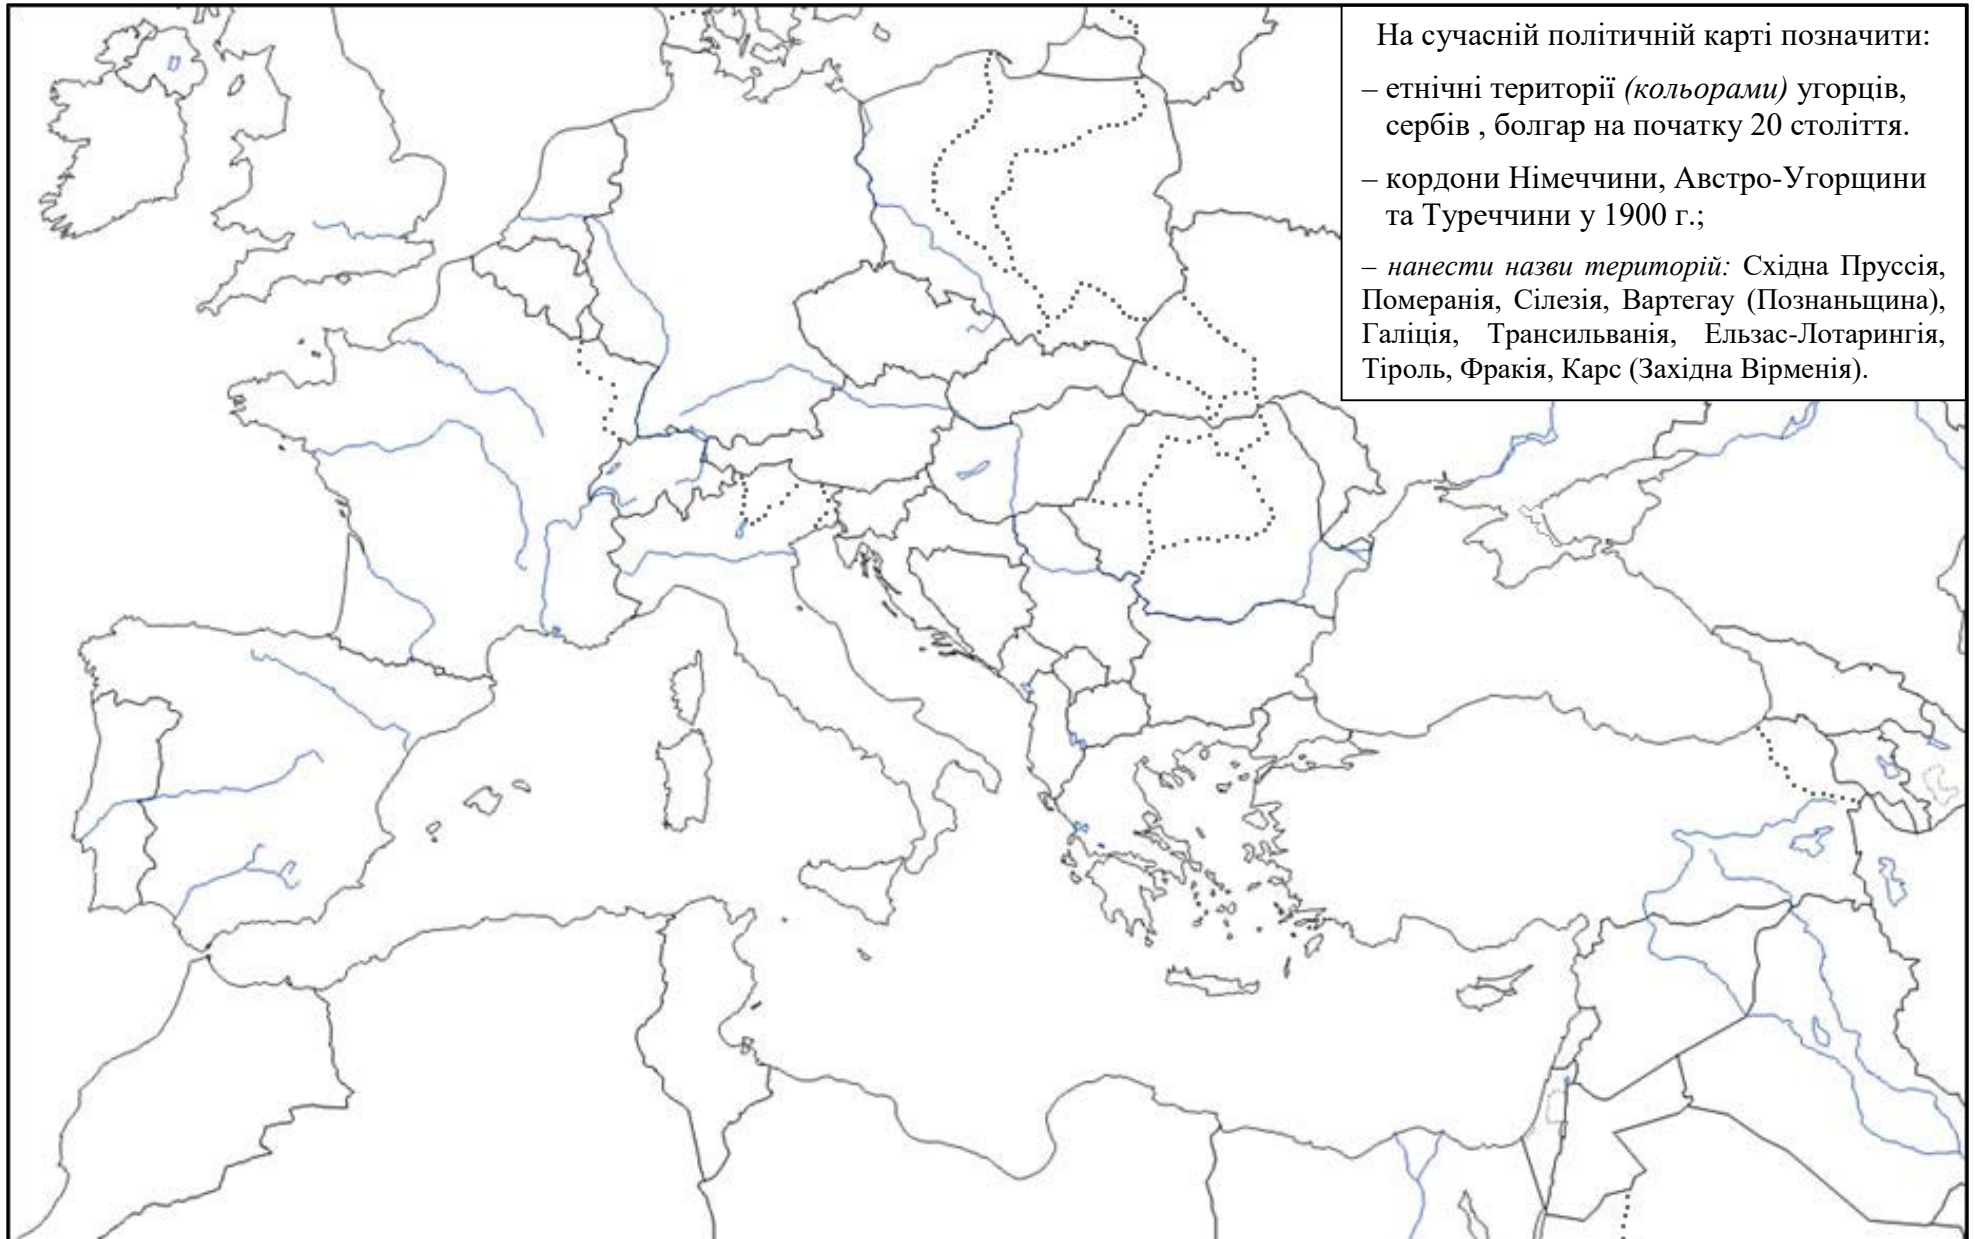 На сучасній політичній карті позначити:
– етнічні території (кольорами) угорців,
сербів , болгар на початку 20 століття.
– кордони Німеччини, Австро-Угорщини
та Туреччини у 1900 г.;
– нанести назви територій: Східна Пруссія,
Померанія, Сілезія, Вартегау (Познаньщина),
Галіція, Трансильванія, Ельзас-Лотарингія,
Тіроль, Фракія, Карс (Західна Вірменія).